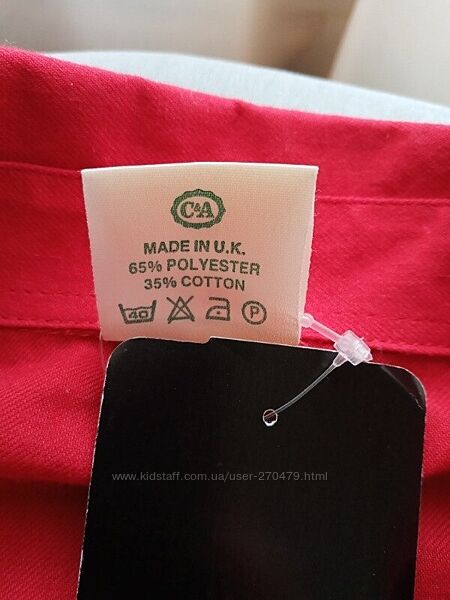 C&A
MADE IN U.K.
65% POLYESTER
35% COTTON
40 P
www.kidstaff.com.ua/user-270479.html